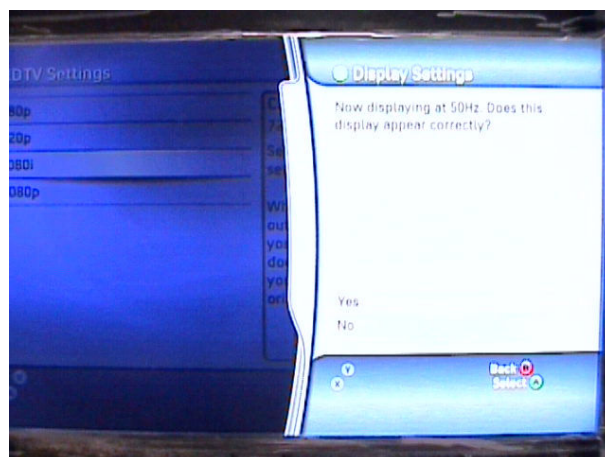 DTV Settings
80p
20p
080i
080p
Display Settings
Now displaying at 50Hz. Does this
display appear correctly?
Yes
No
Y
X
Back B
Select A